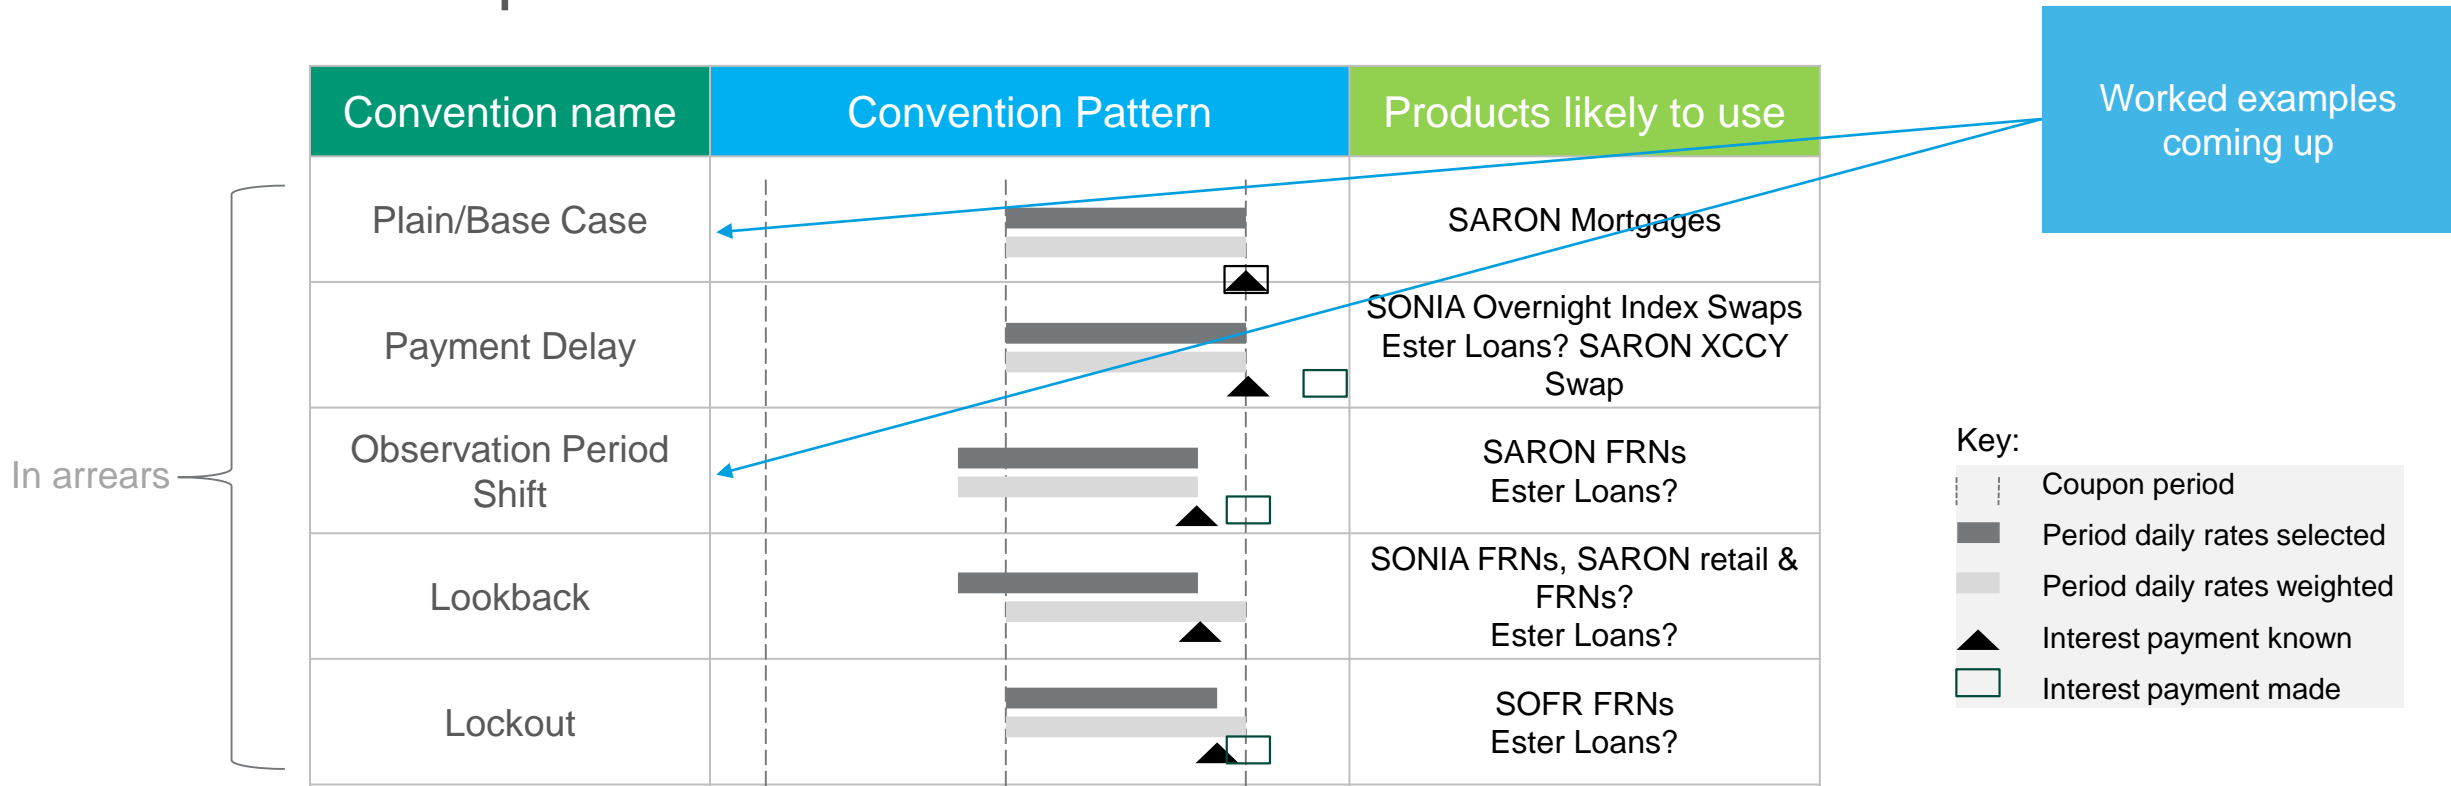 Convention name
Convention Pattern
Products likely to use
Worked examples
coming up
In arrears
Plain/Base Case
SARON Mortgages
Payment Delay
SONIA Overnight Index Swaps
Ester Loans? SARON XCCY
Swap
Observation Period
Shift
SARON FRNs
Ester Loans?
Lookback
SONIA FRNs, SARON retail &
FRNs?
Ester Loans?
Lockout
SOFR FRNs
Ester Loans?
Key:
Coupon period
Period daily rates selected
Period daily rates weighted
Interest payment known
Interest payment made